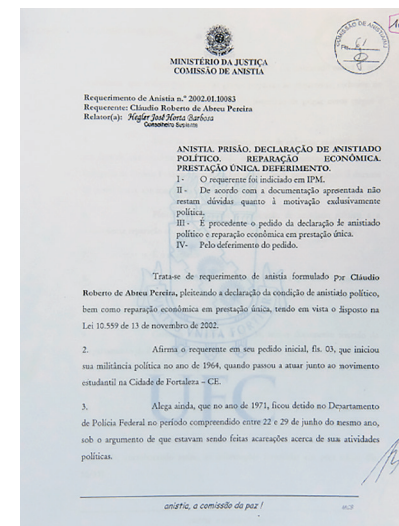 COMISSÃO DE ANISTIA
MINISTÉRIO DA JUSTIÇA
COMISSÃO DE ANISTIA
Requerimento de Anistia n.º 2002.01.10083
Requerente: Cláudio Roberto de Abreu Pereira
Relator(a): Hegler José Horta Barbosa
Conselheiro
ANISTIA. PRISÃO. DECLARAÇÃO DE ANISTIADO
POLÍTICO. REPARAÇÃO ECONÔMICA.
PRESTAÇÃO ÚNICA. DEFERIMENTO.
I - O requerente foi indiciado em IPM.
II - De acordo com a documentação apresentada não
restam dúvidas quanto à motivação exclusivamente
política.
III - É procedente o pedido da declaração de anistiado
político e reparação econômica em prestação única.
IV- Pelo deferimento do pedido.
Trata-se de requerimento de anistia formulado por Cláudio
Roberto de Abreu Pereira, pleiteando a declaração da condição de anistiado político,
bem como reparação econômica em prestação única, tendo em vista o disposto na
Lei 10.559 de 13 de novembro de 2002.
2. Afirma o requerente em seu pedido inicial, fls. 03, que iniciou
sua militância política no ano de 1964, quando passou a atuar junto ao movimento
estudantil na Cidade de Fortaleza – CE.
3. Alega ainda, que no ano de 1971, ficou detido no Departamento
de Polícia Federal no período compreendido entre 22 e 29 de junho do mesmo ano,
sob o argumento de que estavam sendo feitas acareações acerca de suas atividades
políticas.
anistia, a comissão da paz !